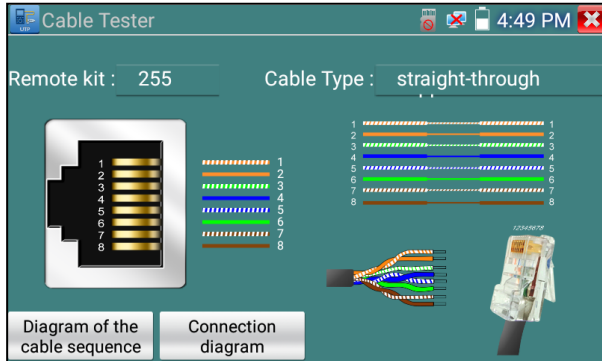 UTP
Cable Tester
4:49 PM
Remote kit : 255
Cable Type : straight-through
1
2
3
4
5
6
7
8
1
2
3
4
5
6
7
8
1 1
2 2
3 3
4 4
5 5
6 6
7 7
8 8
12345678
Diagram of the
cable sequence
Connection
diagram